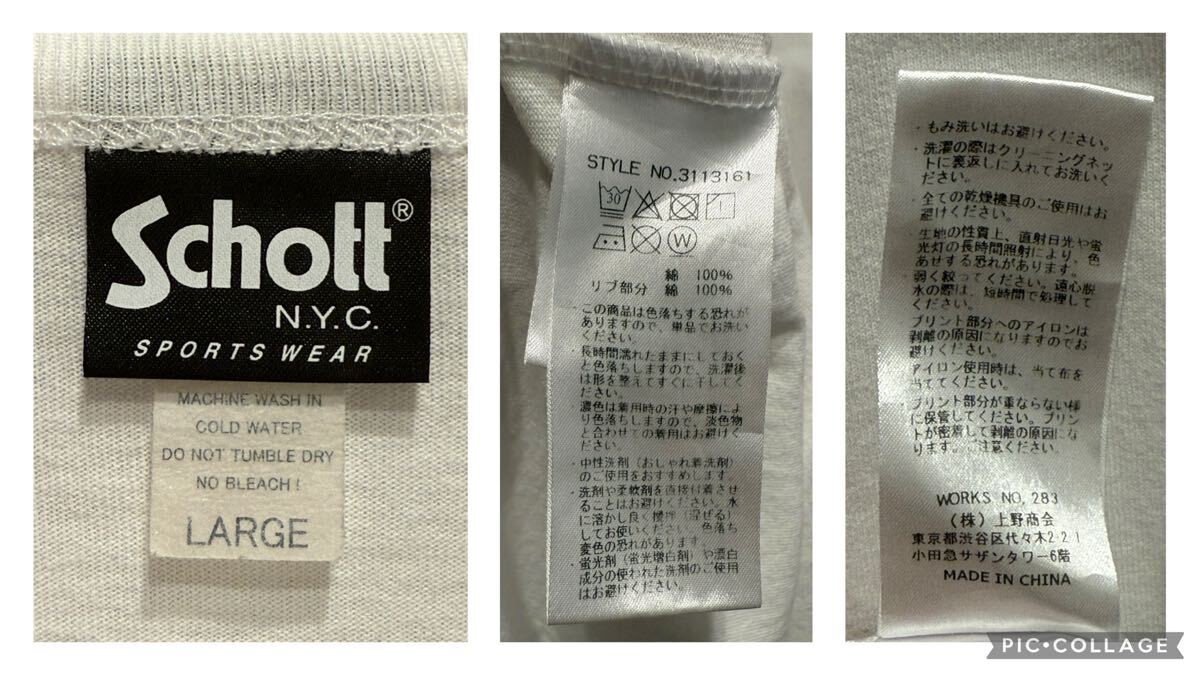 Schott®
N.Y.C.
SPORTS WEAR
MACHINE WASH IN
COLD WATER
DO NOT TUMBLE DRY
NO BLEACH!
LARGE
STYLE NO.3113161
30
W
綿 100%
リブ部分 綿 100%
・この商品は色落ちする恐れが
ありますので、単品でお洗い
ください。
・長時間濡れたままにしておく
と色落ちしますので、洗濯後
は形を整えてすぐに干してく
ださい。
・濃色は着用時の汗や摩擦によ
り色落ちしますので、淡色物
と合わせての着用はお避けく
ださい。
・中性洗剤（おしゃれ着洗剤）
のご使用をおすすめします。
・洗剤や柔軟剤を直接付着させ
ることはお避けください。水
に溶かし良く攪拌（混ぜる）
してお使いください。色落ち
変色の恐れがあります。
・蛍光剤（蛍光増白剤）や漂白
成分の使われた洗剤のご使用
はお避けください。
・もみ洗いはお避けください。
・洗濯の際はクリーニングネッ
トに裏返しに入れてお洗いく
ださい。
・全ての乾燥機具のご使用はお
避けください。
・生地の性質上、直射日光や蛍
光灯の長時間照射により、色
あせする恐れがあります。
・弱く絞ってください。遠心脱
水の際は、短時間で処理して
ください。
・プリント部分へのアイロンは
剥離の原因になりますのでお
避けください。
・アイロン使用時は、当て布を
当ててください。
・プリント部分が重ならない様
に保管してください。プリン
トが密着して剥離の原因にな
ります。ご注意ください。
WORKS NO. 283
（株）上野商会
東京都渋谷区代々木2-2-1
小田急サザンタワー6階
MADE IN CHINA
PIC•COLLAGE